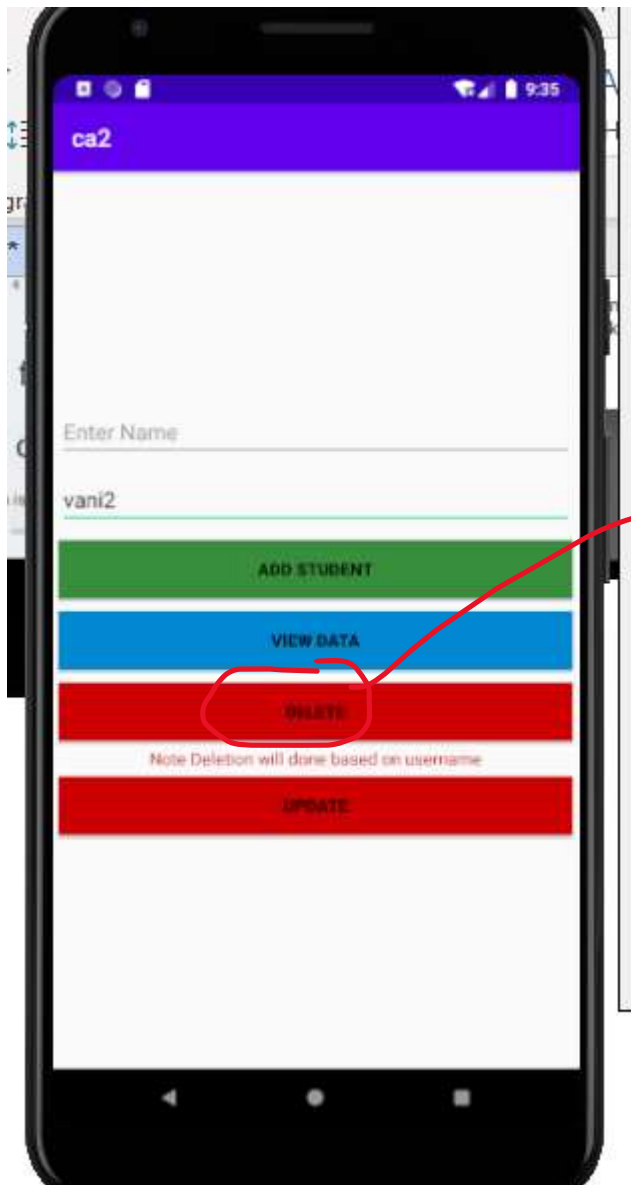 9:35
ca2
Enter Name
vani2
ADD STUDENT
VIEW DATA
DELETE
Note Deletion will done based on username
UPDATE